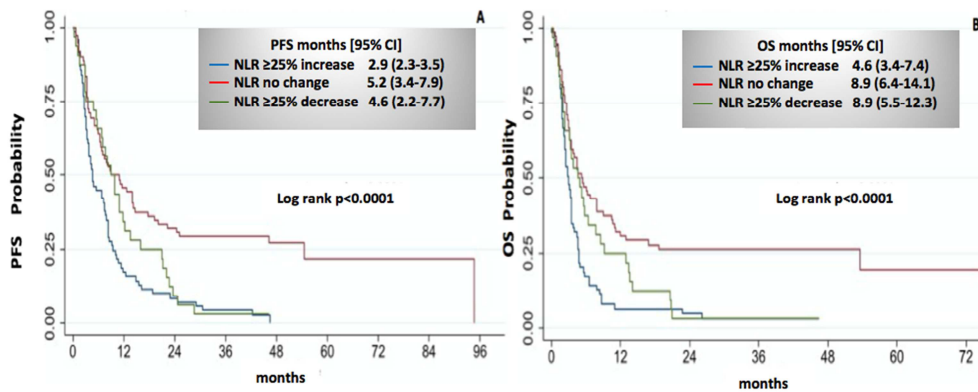 A
PFS months [95% CI]
NLR ≥25% increase 2.9 (2.3-3.5)
NLR no change 5.2 (3.4-7.9)
NLR ≥25% decrease 4.6 (2.2-7.7)
Log rank p<0.0001
PFS Probability
1.00
0.75
0.50
0.25
0.00
0 12 24 36 48 60 72 84 96
months
B
OS months [95% CI]
NLR ≥25% increase 4.6 (3.4-7.4)
NLR no change 8.9 (6.4-14.1)
NLR ≥25% decrease 8.9 (5.5-12.3)
Log rank p<0.0001
OS Probability
1.00
0.75
0.50
0.25
0.00
0 12 24 36 48 60 72
months